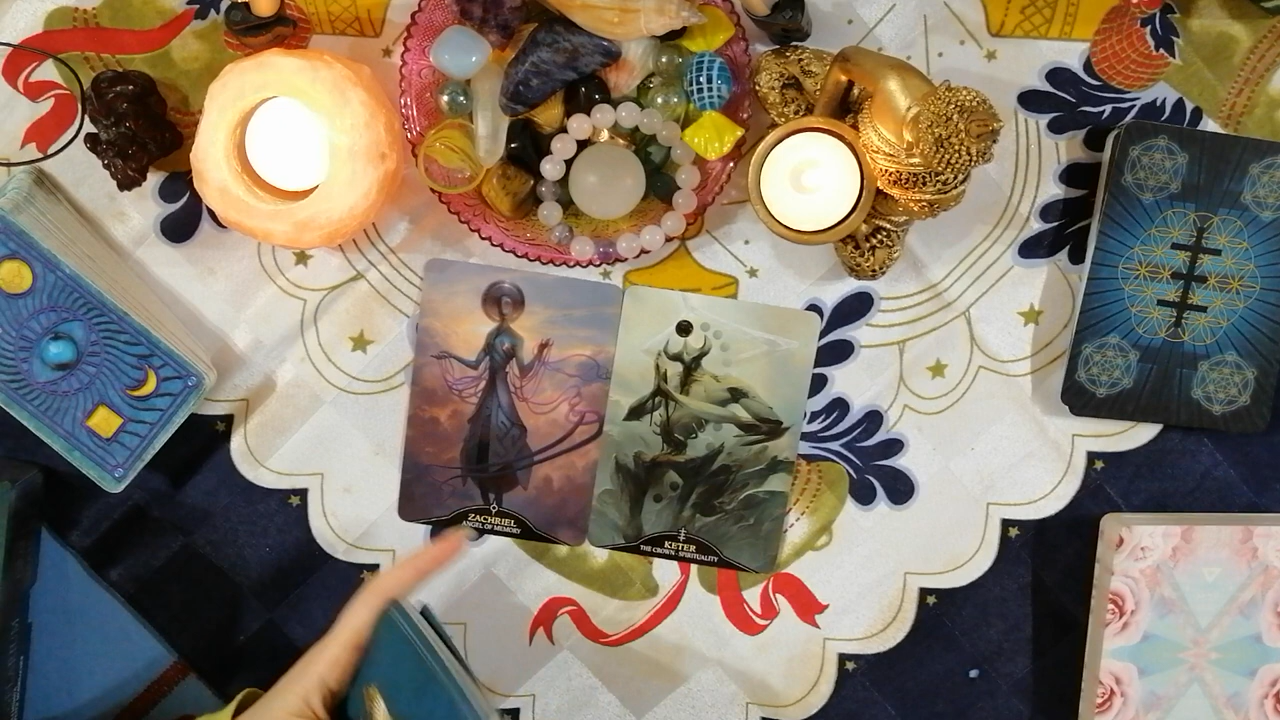 ZACHRIEL
ANGEL OF MEMORY
KETER
THE CROWN - SPIRITUALITY